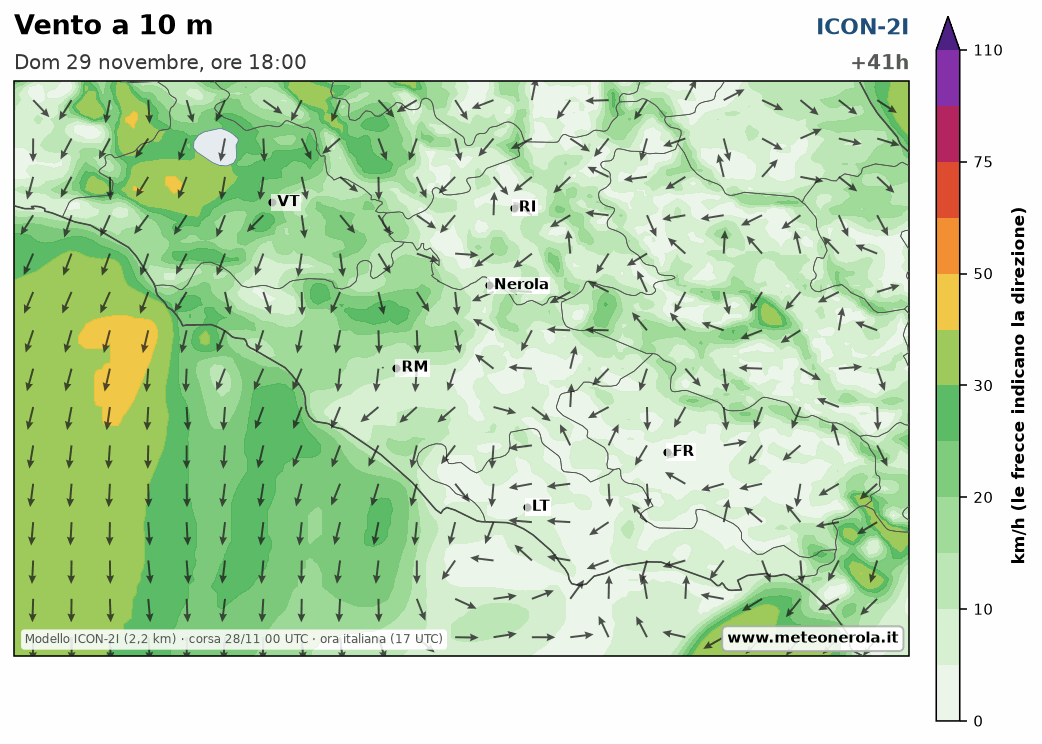 Vento a 10 m
ICON-2I
Dom 29 novembre, ore 18:00
+41h
VT
RI
Nerola
RM
FR
LT
Modello ICON-2I (2,2 km) · corsa 28/11 00 UTC · ora italiana (17 UTC)
www.meteonerola.it
110
75
50
30
20
10
0
km/h (le frecce indicano la direzione)